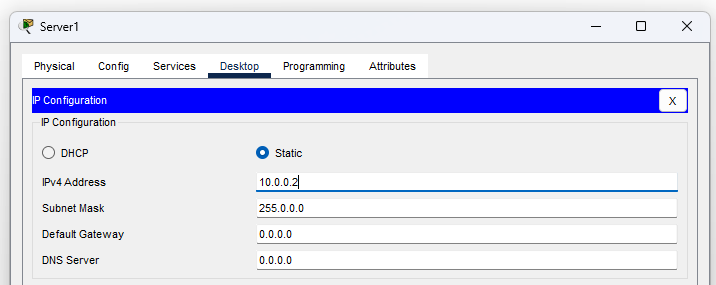 Server1
Physical Config Services Desktop Programming Attributes
IP Configuration X
IP Configuration
DHCP Static
IPv4 Address 10.0.0.2
Subnet Mask 255.0.0.0
Default Gateway 0.0.0.0
DNS Server 0.0.0.0